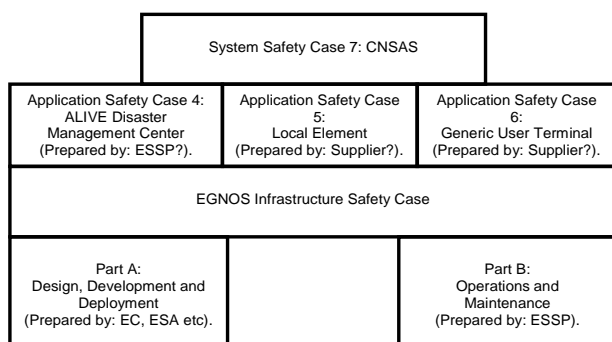 System Safety Case 7: CNSAS
Application Safety Case 4:
ALIVE Disaster
Management Center
(Prepared by: ESSP?).
Application Safety Case
5:
Local Element
(Prepared by: Supplier?).
Application Safety Case
6:
Generic User Terminal
(Prepared by: Supplier?).
EGNOS Infrastructure Safety Case
Part A:
Design, Development and
Deployment
(Prepared by: EC, ESA etc).
Part B:
Operations and
Maintenance
(Prepared by: ESSP).